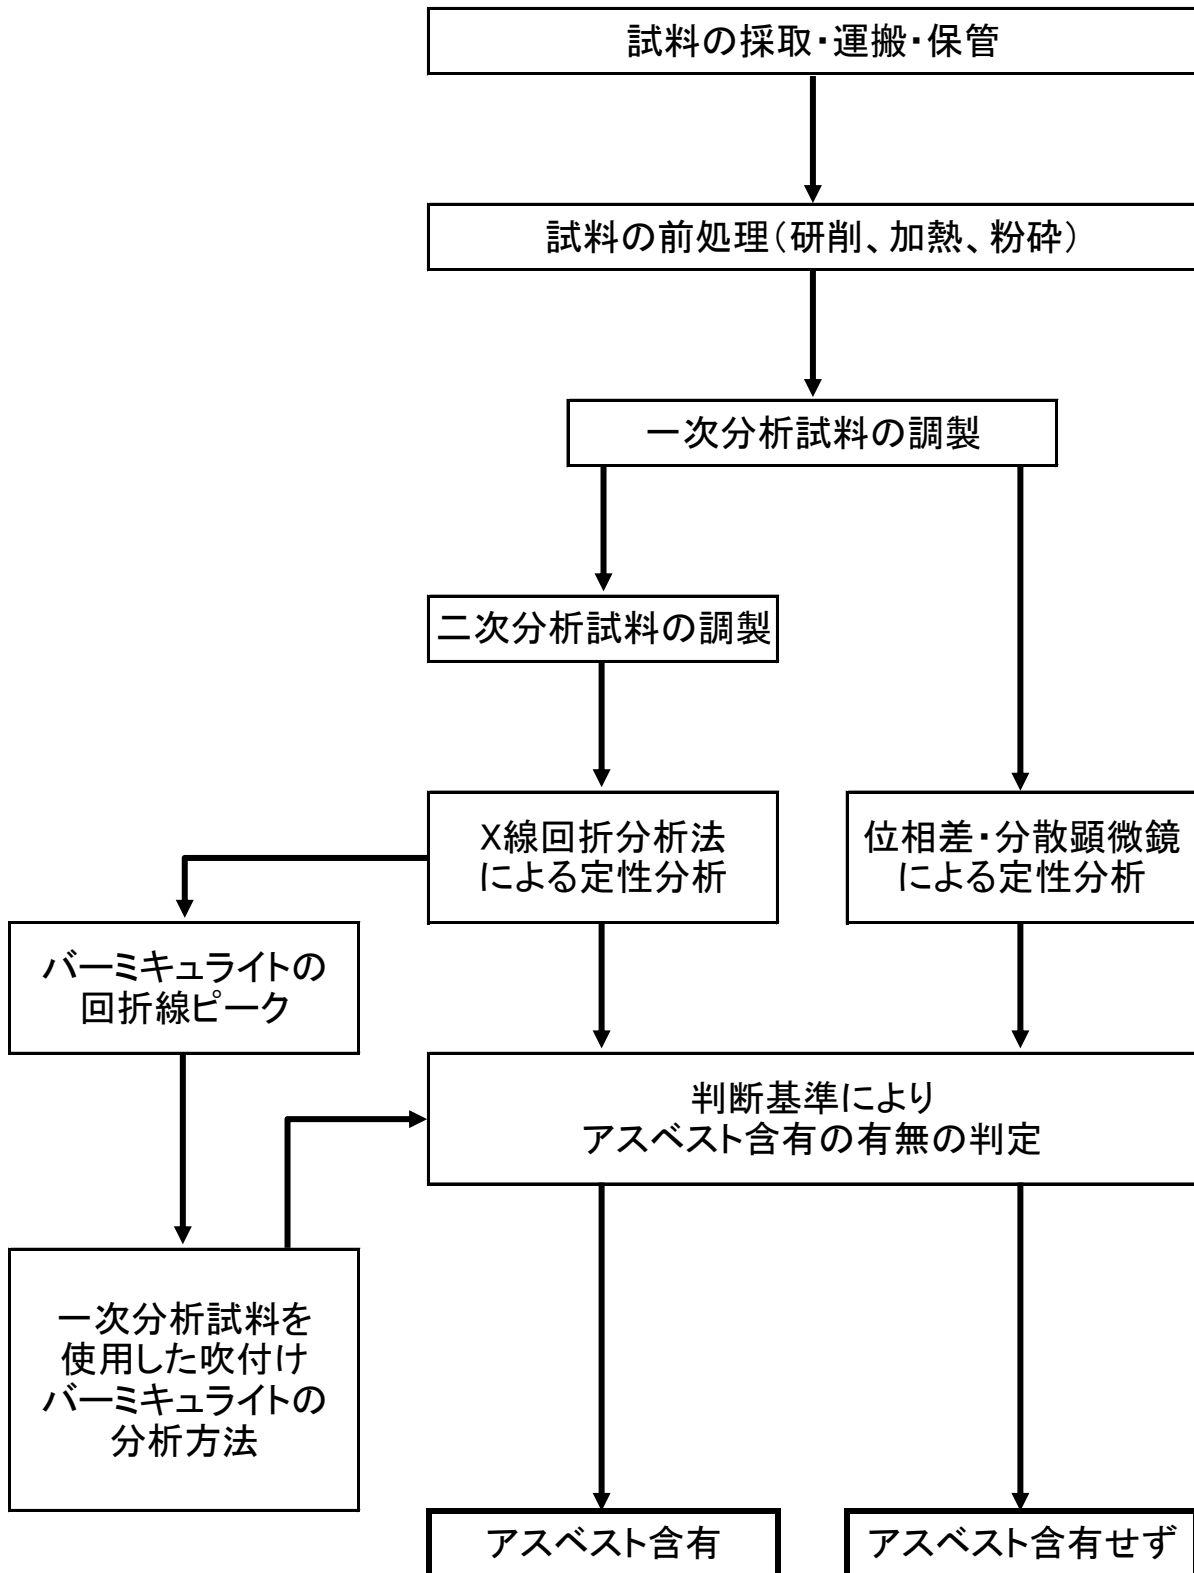 試料の採取・運搬・保管
試料の前処理(研削、加熱、粉砕)
一次分析試料の調製
二次分析試料の調製
X線回折分析法
による定性分析
位相差・分散顕微鏡
による定性分析
バーミキュライトの
回折線ピーク
判断基準により
アスベスト含有の有無の判定
一次分析試料を
使用した吹付け
バーミキュライトの
分析方法
アスベスト含有
アスベスト含有せず